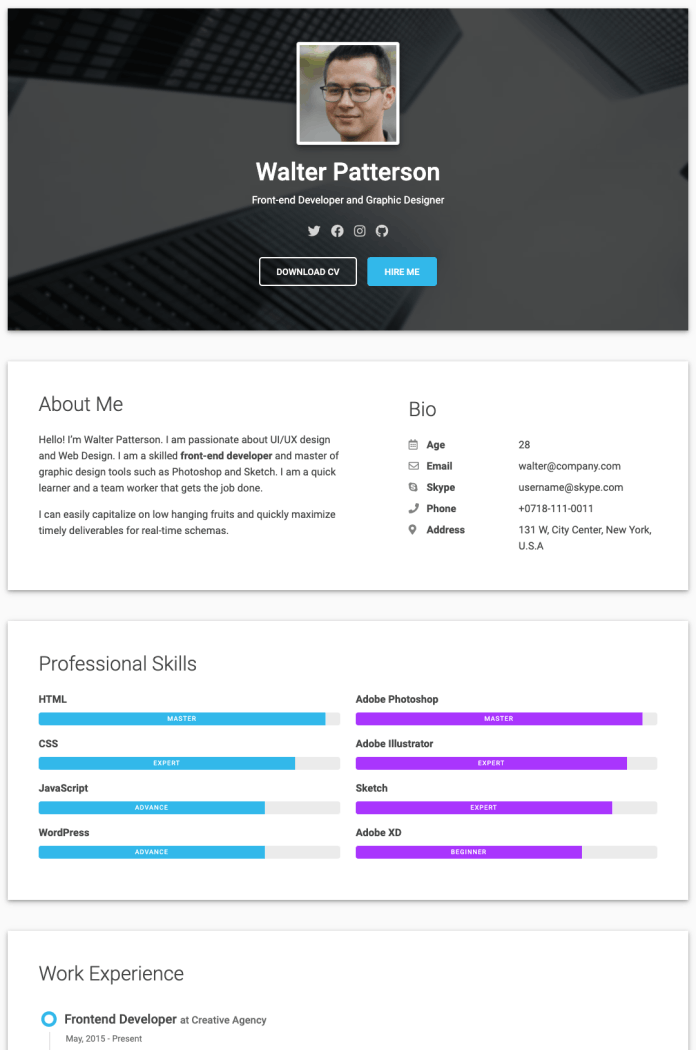 Walter Patterson
Front-end Developer and Graphic Designer
DOWNLOAD CV
HIRE ME
About Me
Hello! I'm Walter Patterson. I am passionate about UI/UX design
and Web Design. I am a skilled front-end developer and master of
graphic design tools such as Photoshop and Sketch. I am a quick
learner and a team worker that gets the job done.
I can easily capitalize on low hanging fruits and quickly maximize
timely deliverables for real-time schemas.
Bio
Age 28
Email walter@company.com
Skype username@skype.com
Phone +0718-111-0011
Address 131 W, City Center, New York,
U.S.A
Professional Skills
HTML
MASTER
CSS
EXPERT
JavaScript
ADVANCE
WordPress
ADVANCE
Adobe Photoshop
MASTER
Adobe Illustrator
EXPERT
Sketch
EXPERT
Adobe XD
BEGINNER
Work Experience
Frontend Developer at Creative Agency
May, 2015 - Present